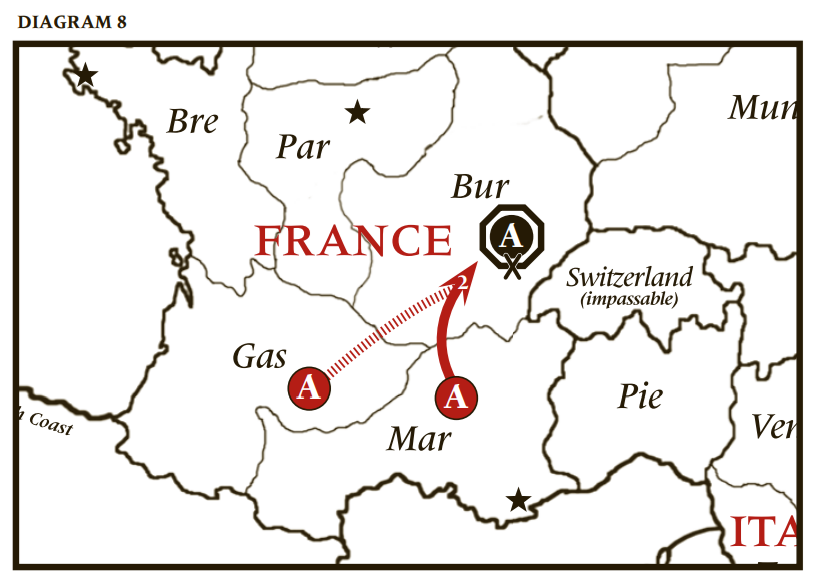 DIAGRAM 8
Mun
Bre
Par
Bur
FRANCE
A
Switzerland
(impassable)
2
Gas
A
A
Pie
h Coast
Mar
Ven
ITA